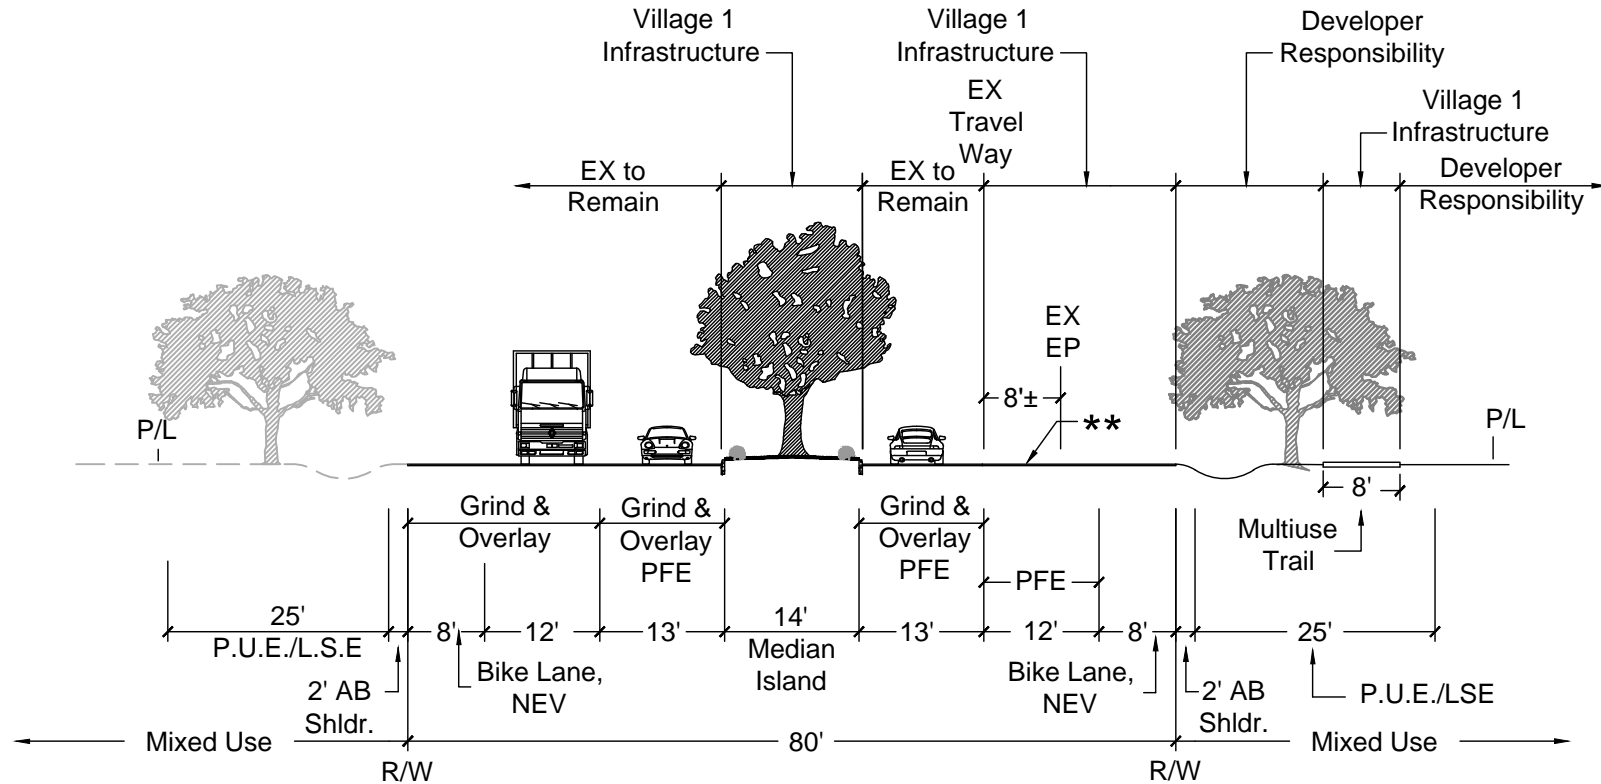 Village 1
Infrastructure
Village 1
Infrastructure
Developer
Responsibility
EX
Travel
Way
Village 1
Infrastructure
EX to
Remain
EX to
Remain
Developer
Responsibility
EX
EP
8'±
**
P/L
P/L
8'
Multiuse
Trail
Grind &
Overlay
Grind &
Overlay
PFE
Grind &
Overlay
PFE
PFE
25'
P.U.E./L.S.E
8'
12'
13'
14'
Median
Island
13'
12'
8'
25'
2' AB
Shldr.
Bike Lane,
NEV
Bike Lane,
NEV
2' AB
Shldr.
P.U.E./LSE
Mixed Use
80'
Mixed Use
R/W
R/W